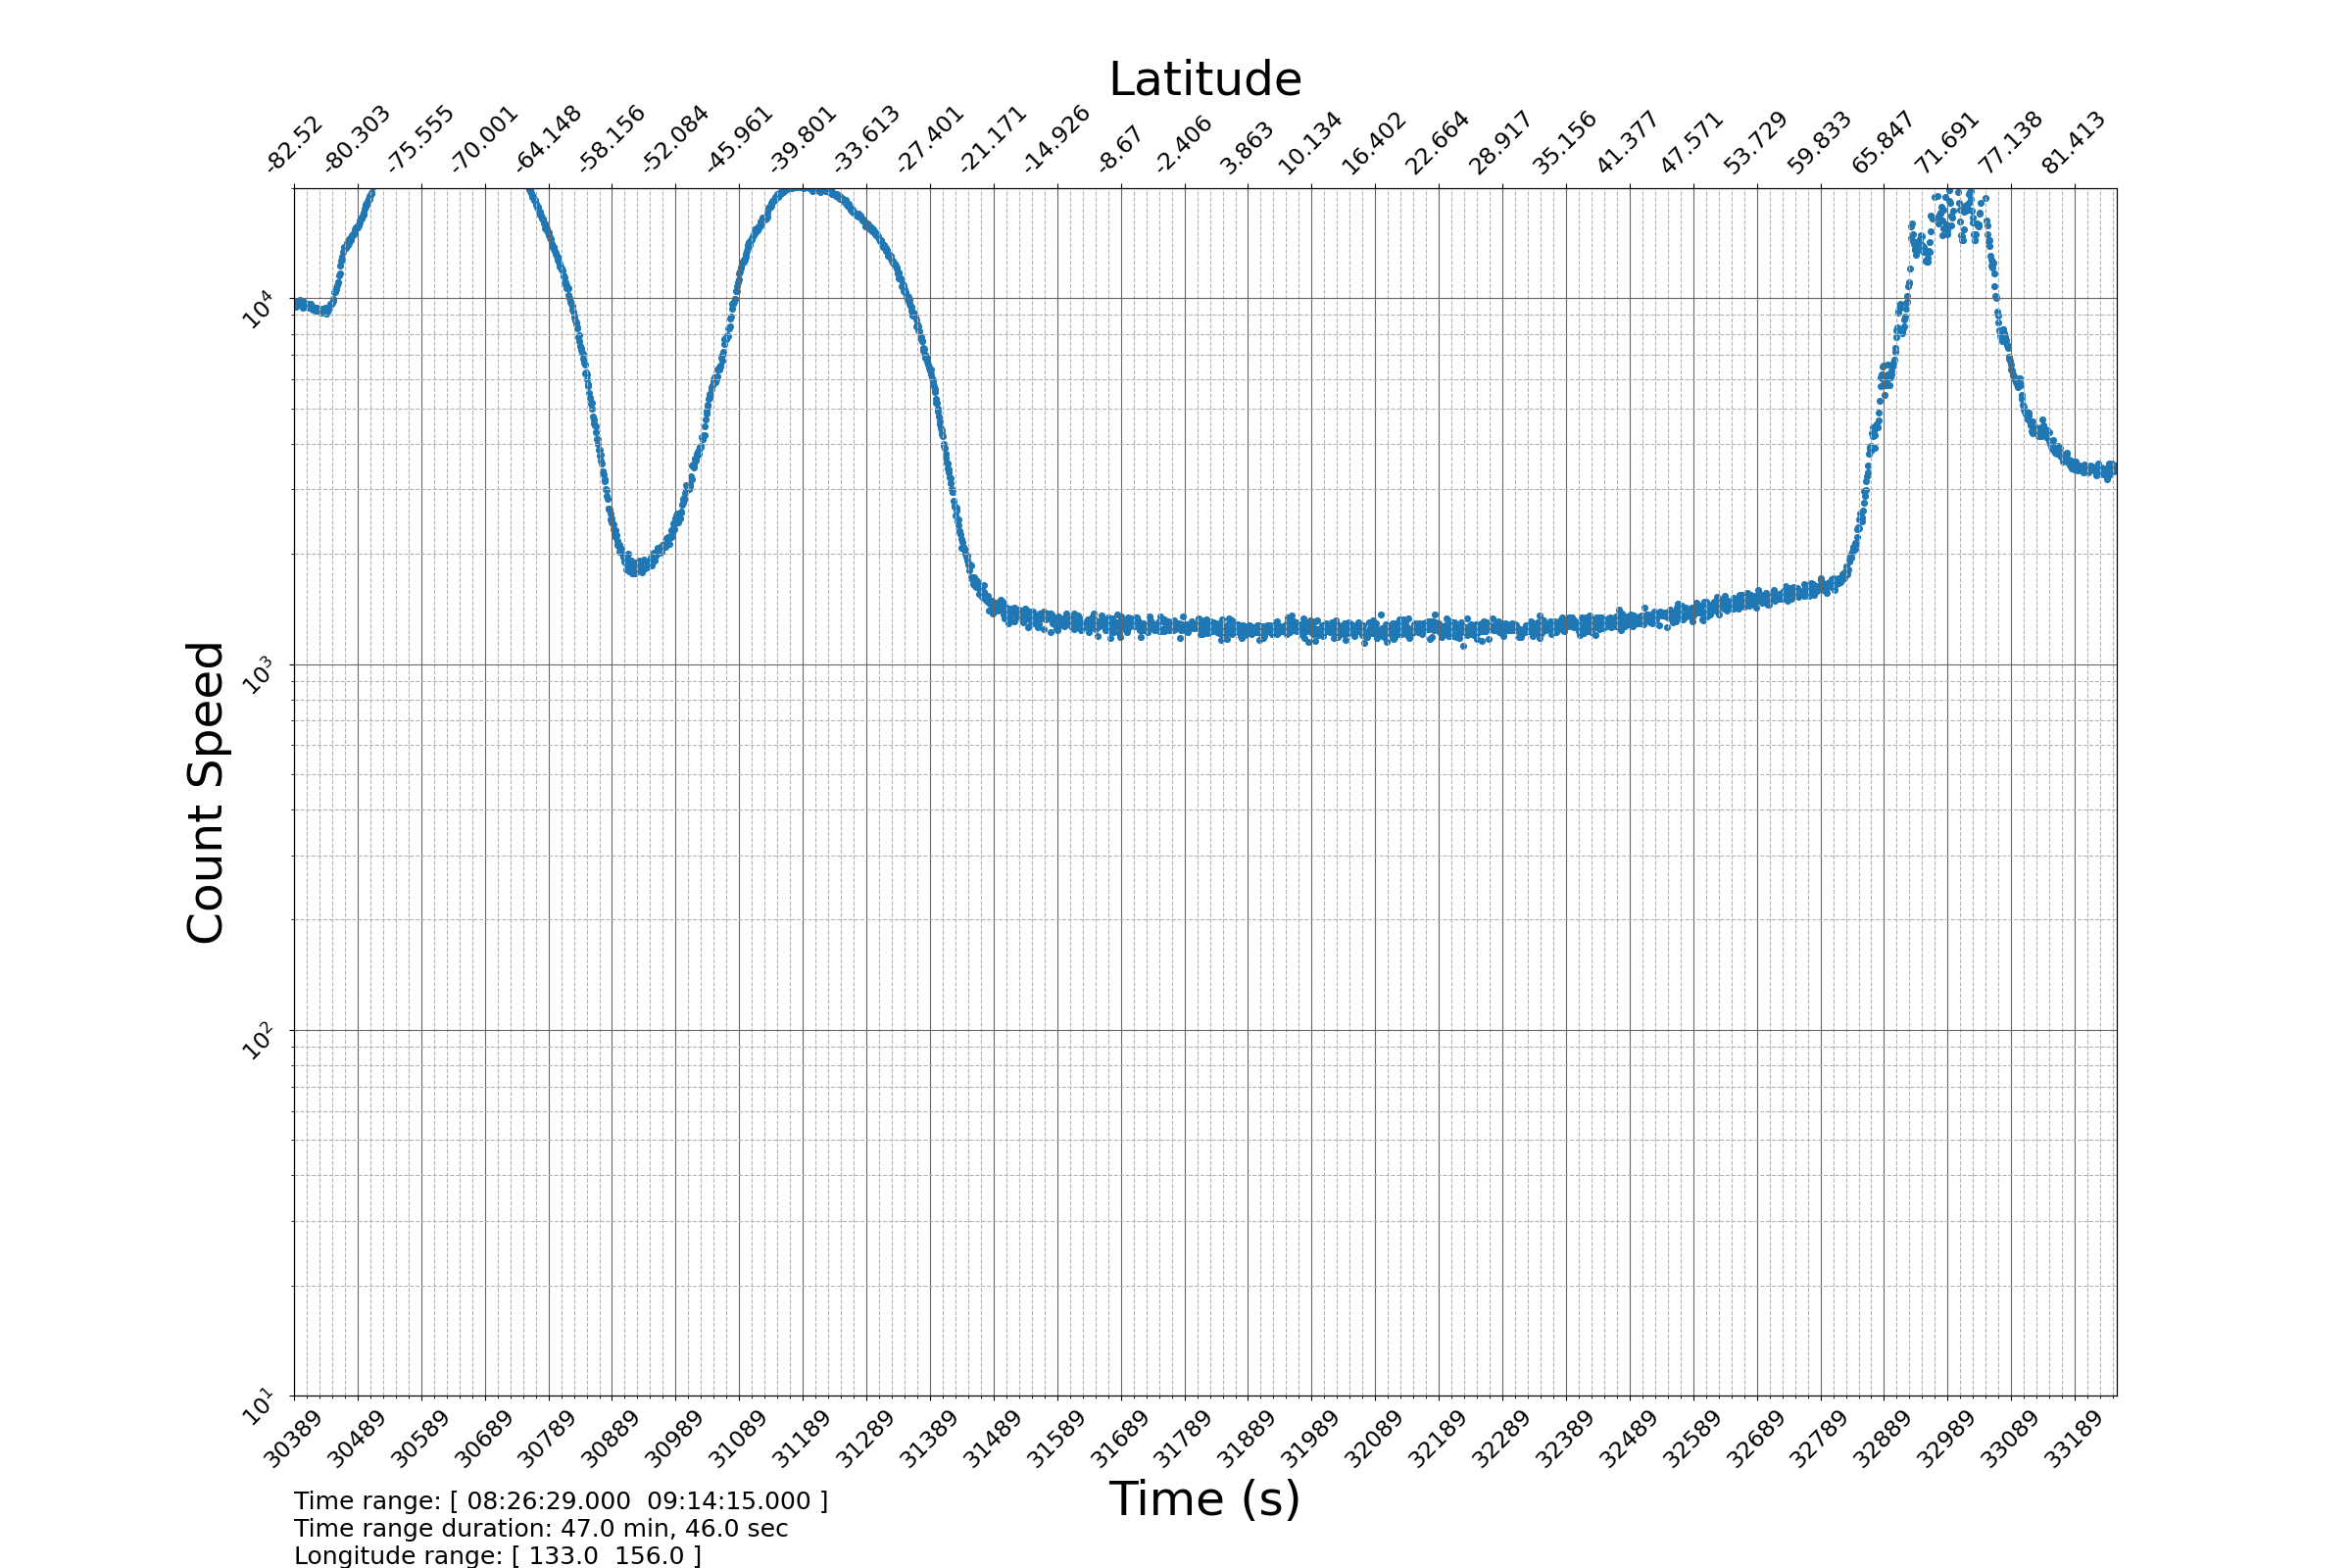 Latitude
-82.52 -80.303 -75.555 -70.001 -64.148 -58.156 -52.084 -45.961 -39.801 -33.613 -27.401 -21.171 -14.926 -8.67 -2.406 3.863 10.134 16.402 22.664 28.917 35.156 41.377 47.571 53.729 59.833 65.847 71.691 77.138 81.413
Count Speed
10⁴
10³
10²
10¹
30389 30489 30589 30689 30789 30889 30989 31089 31189 31289 31389 31489 31589 31689 31789 31889 31989 32089 32189 32289 32389 32489 32589 32689 32789 32889 32989 33089 33189
Time (s)
Time range: [ 08:26:29.000  09:14:15.000 ]
Time range duration: 47.0 min, 46.0 sec
Longitude range: [ 133.0  156.0 ]